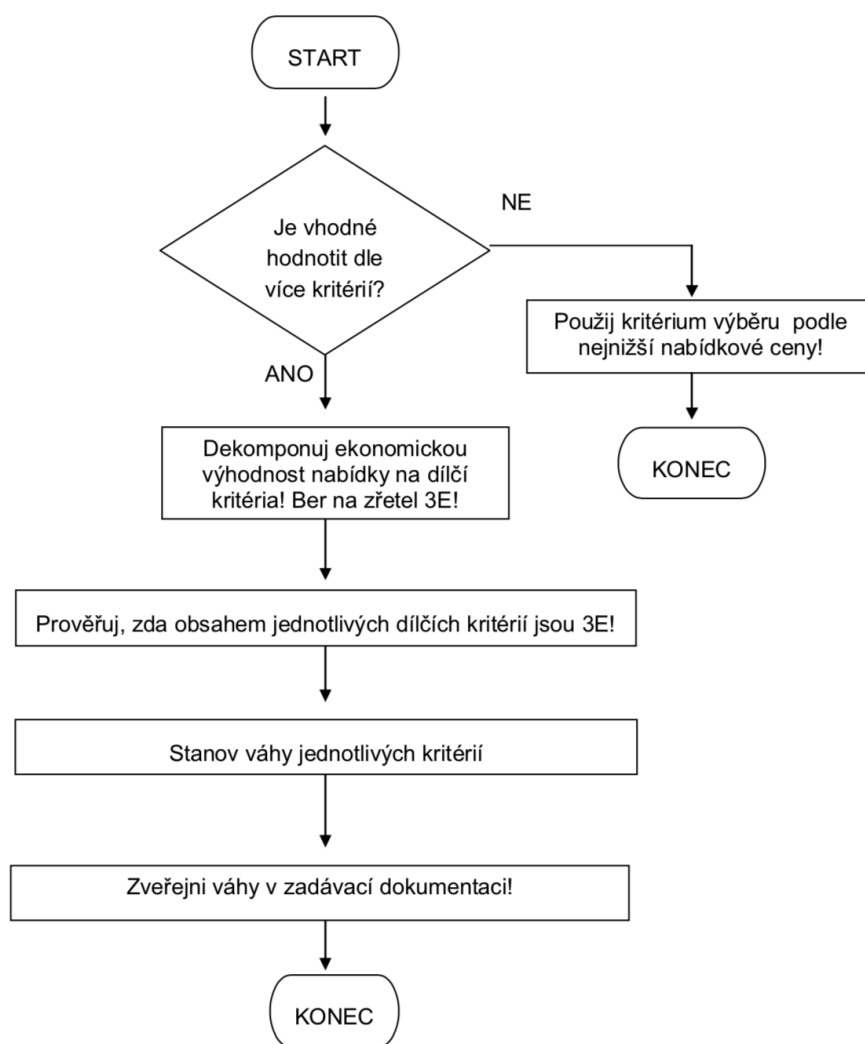 START
Je vhodné
hodnotit dle
více kritérií?
NE
Použij kritérium výběru podle
nejnižší nabídkové ceny!
KONEC
ANO
Dekomponuj ekonomickou
výhodnost nabídky na dílčí
kritéria! Ber na zřetel 3E!
Prověřuj, zda obsahem jednotlivých dílčích kritérií jsou 3E!
Stanov váhy jednotlivých kritérií
Zveřejni váhy v zadávací dokumentaci!
KONEC